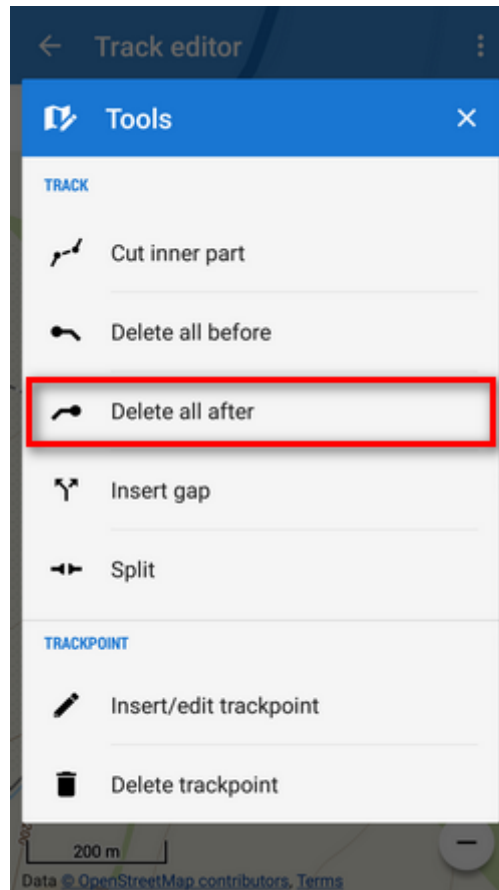 Track editor
Tools
TRACK
Cut inner part
Delete all before
Delete all after
Insert gap
Split
TRACKPOINT
Insert/edit trackpoint
Delete trackpoint
200
200 m
Data © OpenStreetMap contributors, Terms